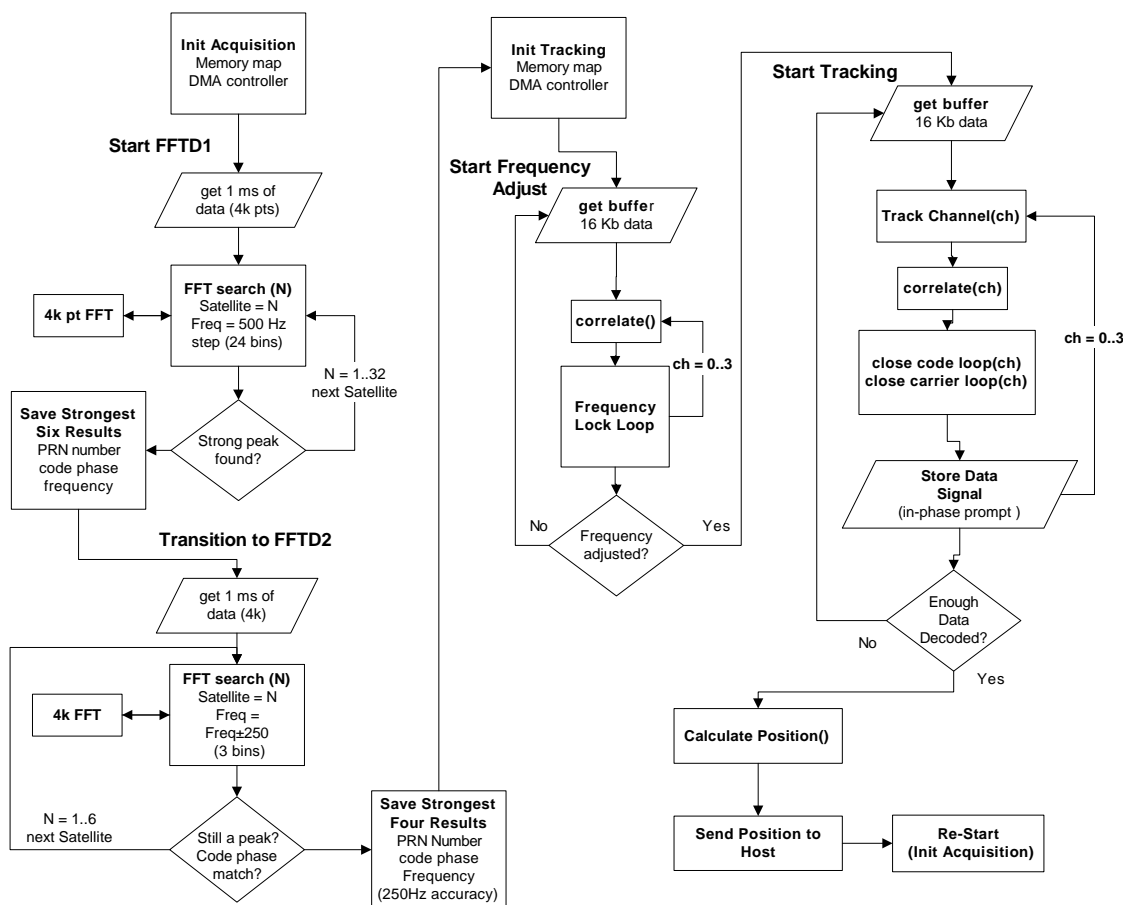 Init Acquisition
Memory map
DMA controller
Start FFTD1
get 1 ms of
data (4k pts)
FFT search (N)
Satellite = N
Freq = 500 Hz
step (24 bins)
4k pt FFT
N = 1..32
next Satellite
Strong peak
found?
Save Strongest
Six Results
PRN number
code phase
frequency
Transition to FFTD2
get 1 ms of
data (4k)
FFT search (N)
Satellite = N
Freq =
Freq±250
(3 bins)
4k FFT
N = 1..6
next Satellite
Still a peak?
Code phase
match?
Save Strongest
Four Results
PRN Number
code phase
Frequency
(250Hz accuracy)
Init Tracking
Memory map
DMA controller
Start Frequency
Adjust
get buffer
16 Kb data
correlate()
ch = 0..3
Frequency
Lock Loop
No
Frequency
adjusted?
Yes
Start Tracking
get buffer
16 Kb data
Track Channel(ch)
correlate(ch)
ch = 0..3
close code loop(ch)
close carrier loop(ch)
Store Data
Signal
(in-phase prompt )
Enough
Data
Decoded?
No
Yes
Calculate Position()
Send Position to
Host
Re-Start
(Init Acquisition)